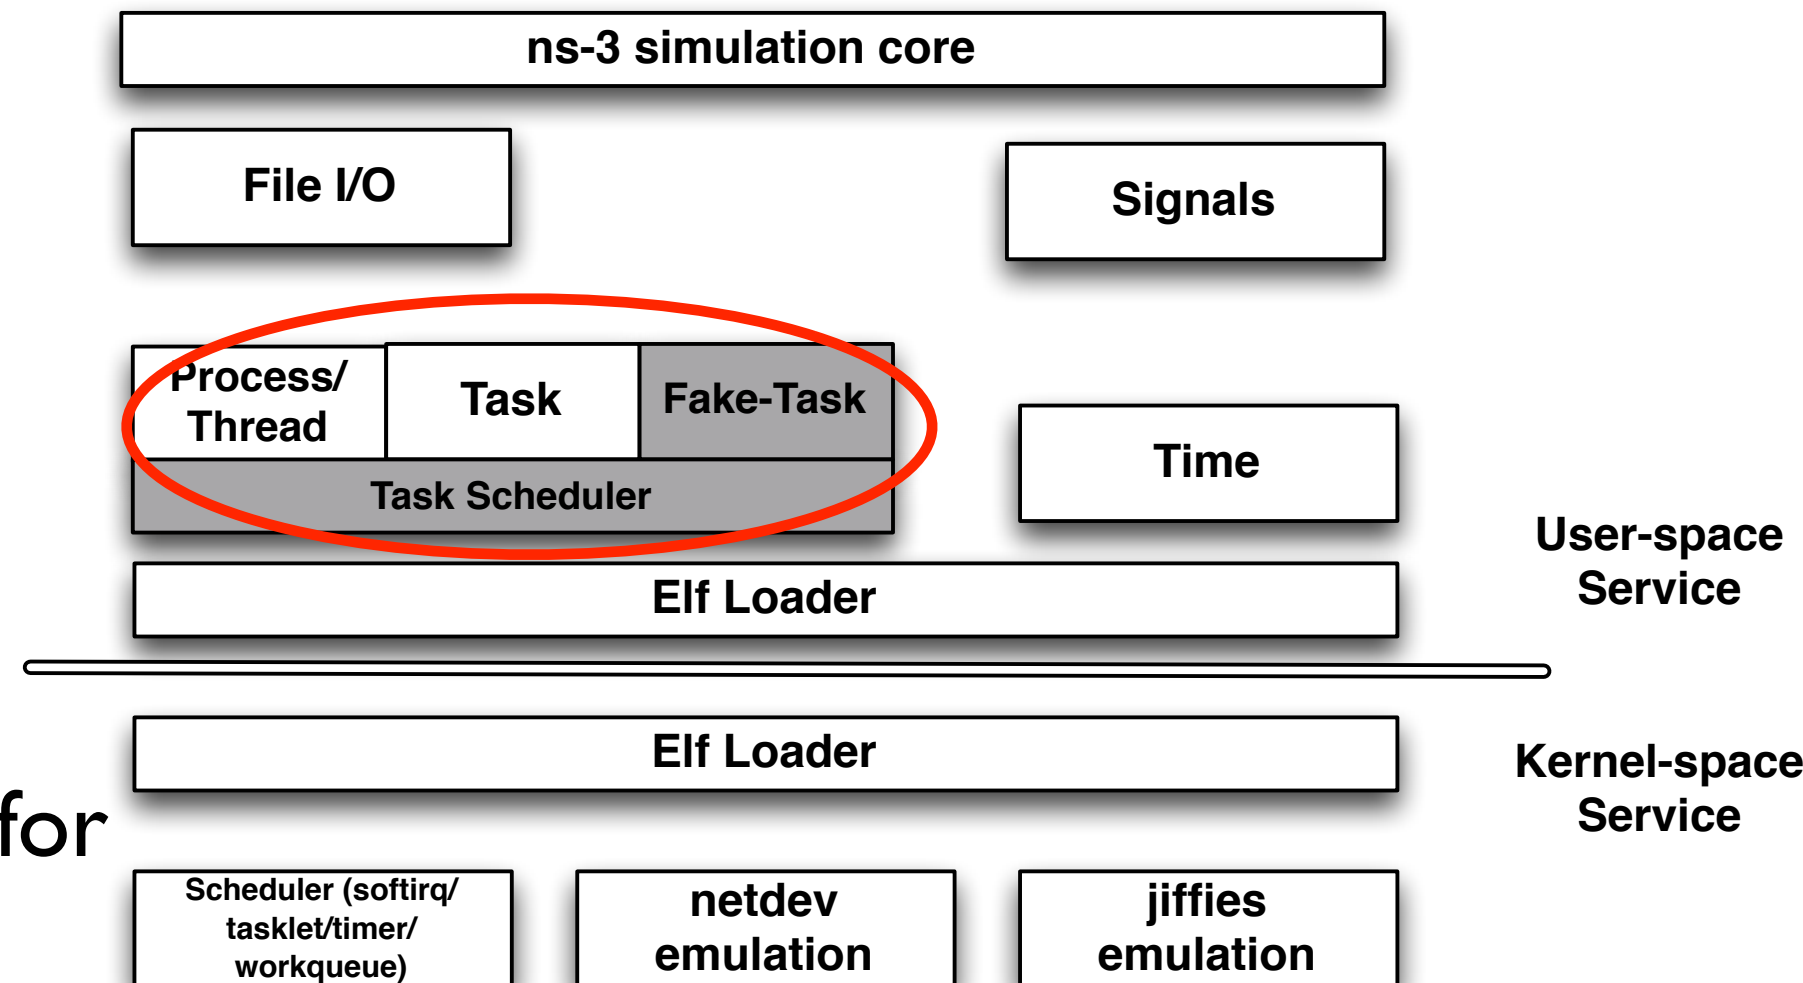 ns-3 simulation core
File I/O
Signals
Process/
Thread
Task
Fake-Task
Time
Task Scheduler
User-space
Service
Elf Loader
Elf Loader
Kernel-space
Service
for
Scheduler (softirq/
tasklet/timer/
workqueue)
netdev
emulation
jiffies
emulation